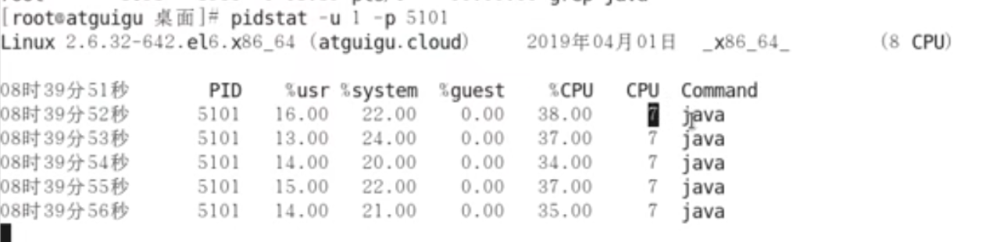 [root@atguigu 桌面]# pidstat -u 1 -p 5101
Linux 2.6.32-642.el6.x86_64 (atguigu.cloud) 2019年04月01日 _x86_64_ (8 CPU)
08时39分51秒 PID %usr %system %guest %CPU CPU Command
08时39分52秒 5101 16.00 22.00 0.00 38.00 7 java
08时39分53秒 5101 13.00 24.00 0.00 37.00 7 java
08时39分54秒 5101 14.00 20.00 0.00 34.00 7 java
08时39分55秒 5101 15.00 22.00 0.00 37.00 7 java
08时39分56秒 5101 14.00 21.00 0.00 35.00 7 java